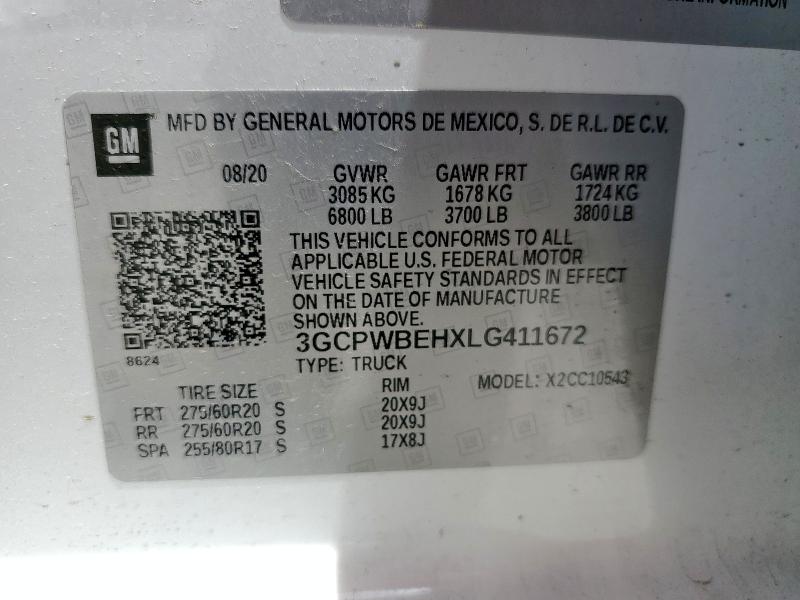 INFORMATION
GM MFD BY GENERAL MOTORS DE MEXICO, S. DE R.L. DE C.V.
08/20 GVWR GAWR FRT GAWR RR
3085 KG 1678 KG 1724 KG
6800 LB 3700 LB 3800 LB
THIS VEHICLE CONFORMS TO ALL
APPLICABLE U.S. FEDERAL MOTOR
VEHICLE SAFETY STANDARDS IN EFFECT
ON THE DATE OF MANUFACTURE
SHOWN ABOVE.
3GCPWBEHXLG411672
8624
TYPE: TRUCK
TIRE SIZE RIM MODEL: X2CC10543
FRT 275/60R20 S 20X9J
RR 275/60R20 S 20X9J
SPA 255/80R17 S 17X8J